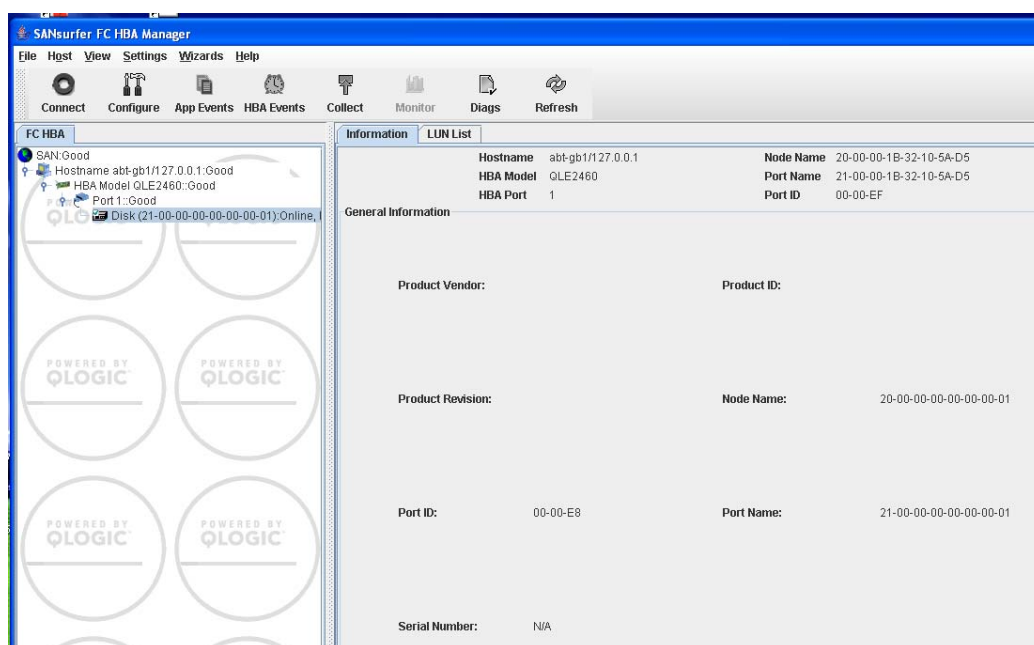 SANsurfer FC HBA Manager
File Host View Settings Wizards Help
Connect Configure App Events HBA Events Collect Monitor Diags Refresh
FC HBA
SAN:Good
Hostname abt-gb1/127.0.0.1:Good
HBA Model QLE2460::Good
Port 1::Good
Disk (21-00-00-00-00-00-00-01):Online,
Information LUN List
Hostname abt-gb1/127.0.0.1 Node Name 20-00-00-1B-32-10-5A-D5
HBA Model QLE2460 Port Name 21-00-00-1B-32-10-5A-D5
HBA Port 1 Port ID 00-00-EF
General Information
Product Vendor: Product ID:
Product Revision: Node Name: 20-00-00-00-00-00-00-01
Port ID: 00-00-E8 Port Name: 21-00-00-00-00-00-00-01
Serial Number: N/A
POWERED BY POWERED BY
QLOGIC QLOGIC
POWERED BY POWERED BY
QLOGIC QLOGIC